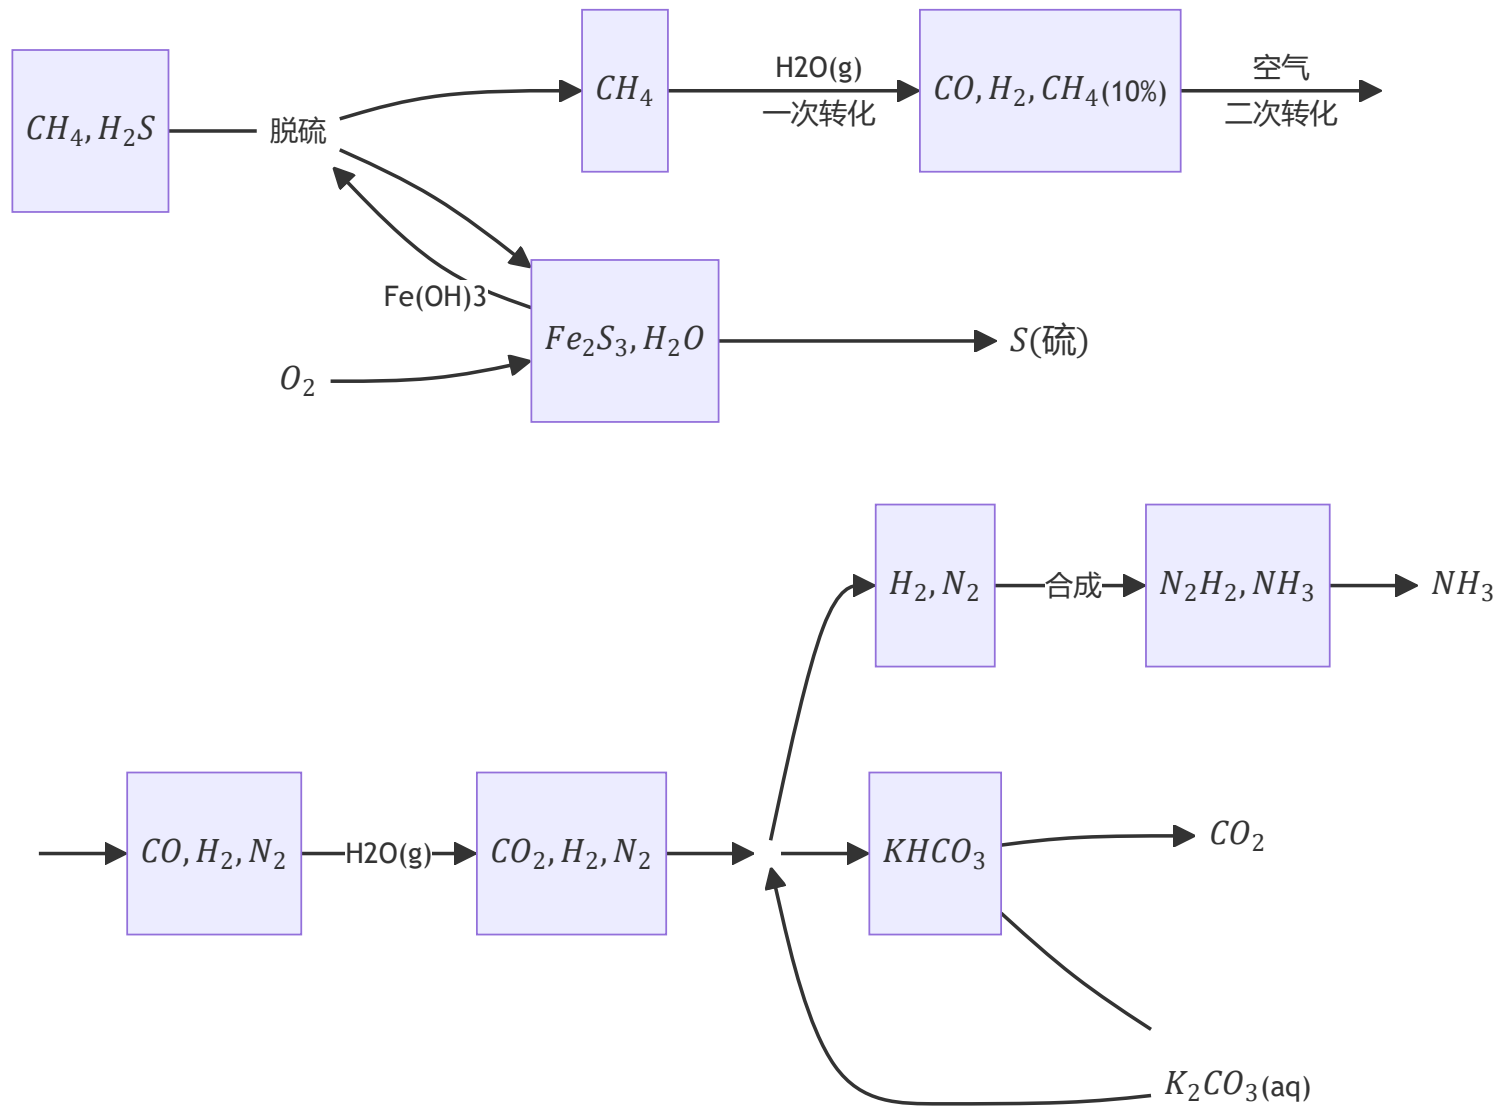 CH₄, H₂S
脱硫
CH₄
H2O(g)
一次转化
CO, H₂, CH₄(10%)
空气
二次转化
Fe(OH)3
Fe₂S₃, H₂O
O₂
S(硫)
H₂, N₂
合成
N₂H₂, NH₃
NH₃
CO, H₂, N₂
H2O(g)
CO₂, H₂, N₂
KHCO₃
CO₂
K₂CO₃(aq)